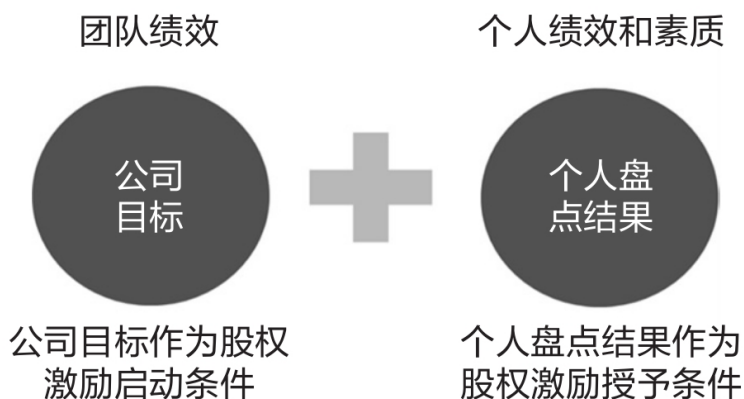 团队绩效
个人绩效和素质
公司
目标
个人盘
点结果
公司目标作为股权
激励启动条件
个人盘点结果作为
股权激励授予条件